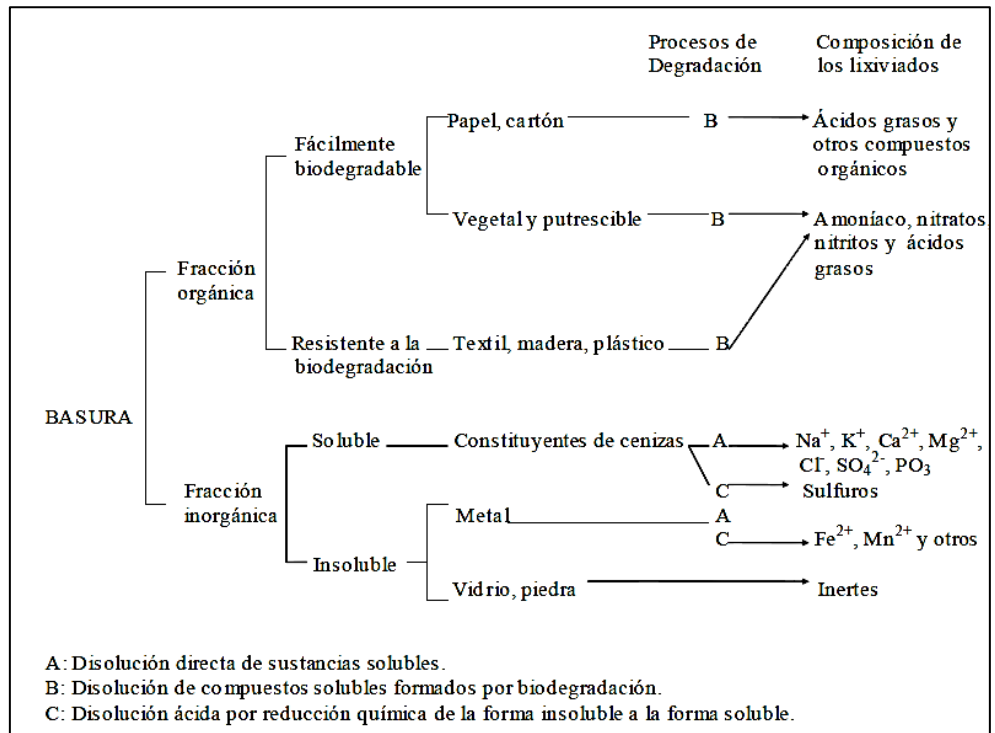 Procesos de Degradación
Composición de los lixiviados
BASURA
Fracción orgánica
Fácilmente biodegradable
Papel, cartón
B
Ácidos grasos y otros compuestos orgánicos
Vegetal y putrescible
B
Amoníaco, nitratos, nitritos y ácidos grasos
Resistente a la biodegradación
Textil, madera, plástico
B
Fracción inorgánica
Soluble
Constituyentes de cenizas
A
Na⁺, K⁺, Ca²⁺, Mg²⁺,
Cl⁻, SO₄²⁻, PO₃
C
Sulfuros
Insoluble
Metal
A
C
Fe²⁺, Mn²⁺ y otros
Vidrio, piedra
Inertes
A: Disolución directa de sustancias solubles.
B: Disolución de compuestos solubles formados por biodegradación.
C: Disolución ácida por reducción química de la forma insoluble a la forma soluble.